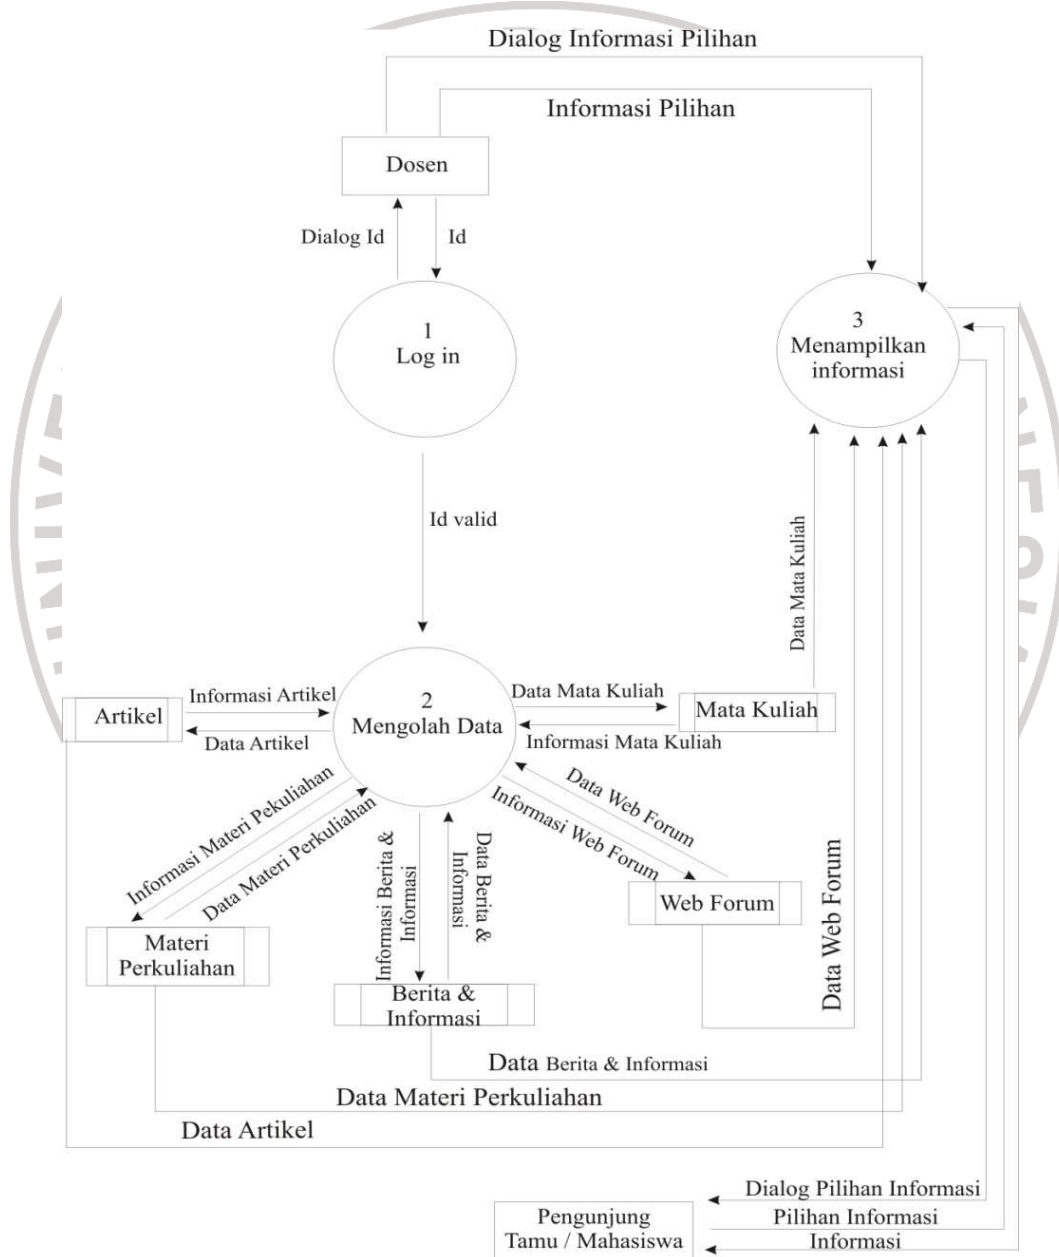 Dialog Informasi Pilihan
Informasi Pilihan
Dosen
Dialog Id
Id
1
Log in
3
Menampilkan
informasi
Id valid
Data Mata Kuliah
2
Mengolah Data
Artikel
Informasi Artikel
Data Artikel
Data Mata Kuliah
Informasi Mata Kuliah
Mata Kuliah
Informasi Materi Pekuliahan
Data Materi Perkuliahan
Informasi Berita &
Informasi
Data Berita &
Informasi
Data Web Forum
Informasi Web Forum
Web Forum
Data Web Forum
Materi
Perkuliahan
Berita &
Informasi
Data Berita & Informasi
Data Materi Perkuliahan
Data Artikel
Dialog Pilihan Informasi
Pilihan Informasi
Informasi
Pengunjung
Tamu / Mahasiswa